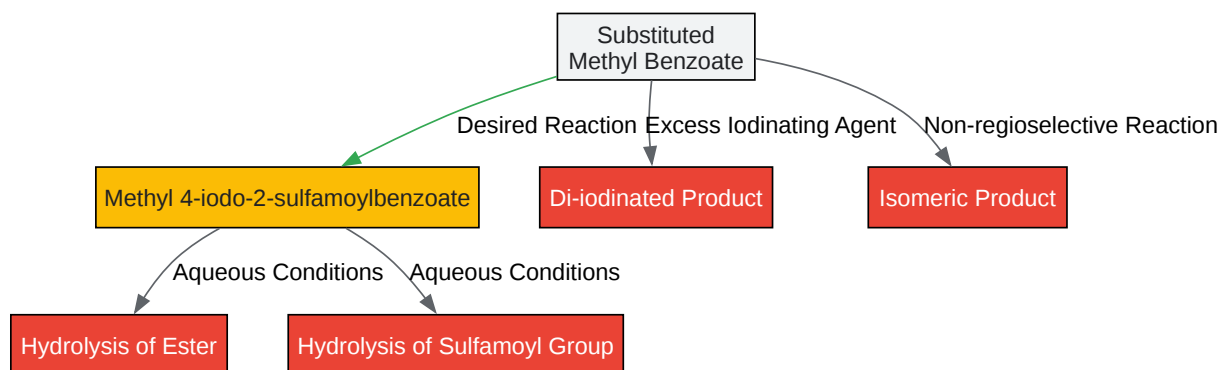 Substituted
Methyl Benzoate
Desired Reaction
Excess Iodinating Agent
Non-regioselective Reaction
Methyl 4-iodo-2-sulfamoylbenzoate
Di-iodinated Product
Isomeric Product
Aqueous Conditions
Aqueous Conditions
Hydrolysis of Ester
Hydrolysis of Sulfamoyl Group